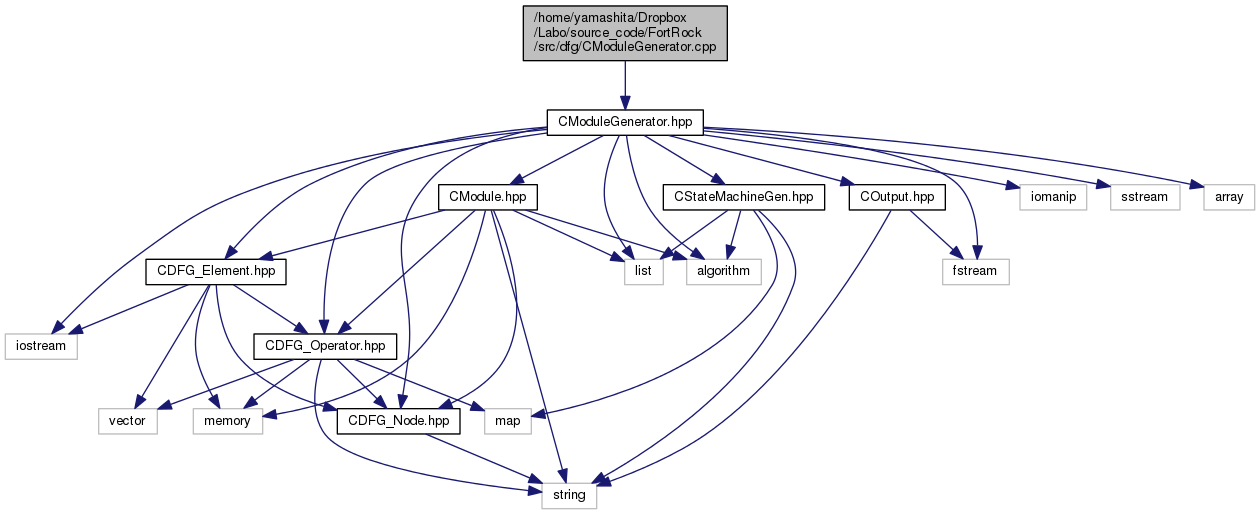 /home/yamashita/Dropbox
/Labo/source_code/FortRock
/src/dfg/CModuleGenerator.cpp
CModuleGenerator.hpp
CModule.hpp
CStateMachineGen.hpp
COutput.hpp
iomanip
sstream
array
CDFG_Element.hpp
list
algorithm
fstream
iostream
CDFG_Operator.hpp
vector
memory
CDFG_Node.hpp
map
string